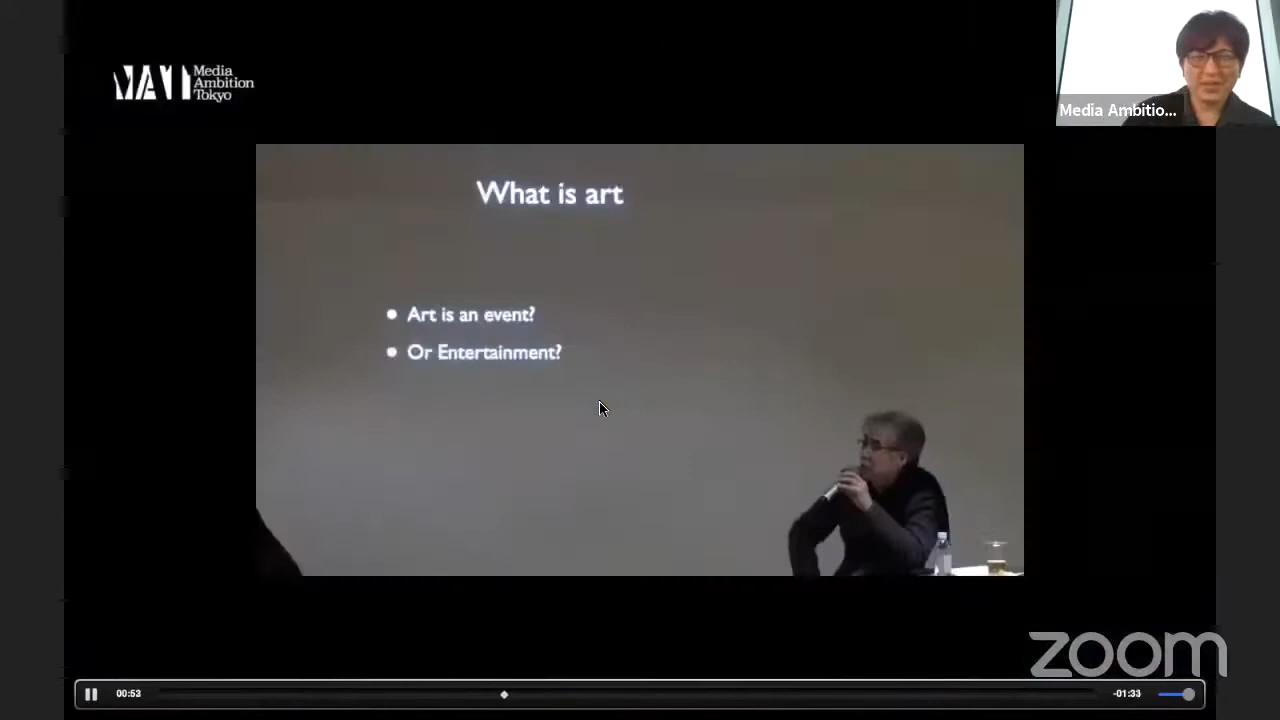 Media
Ambition
Tokyo
Media Ambitio...
What is art
Art is an event?
Or Entertainment?
zoom
00:53
-01:33